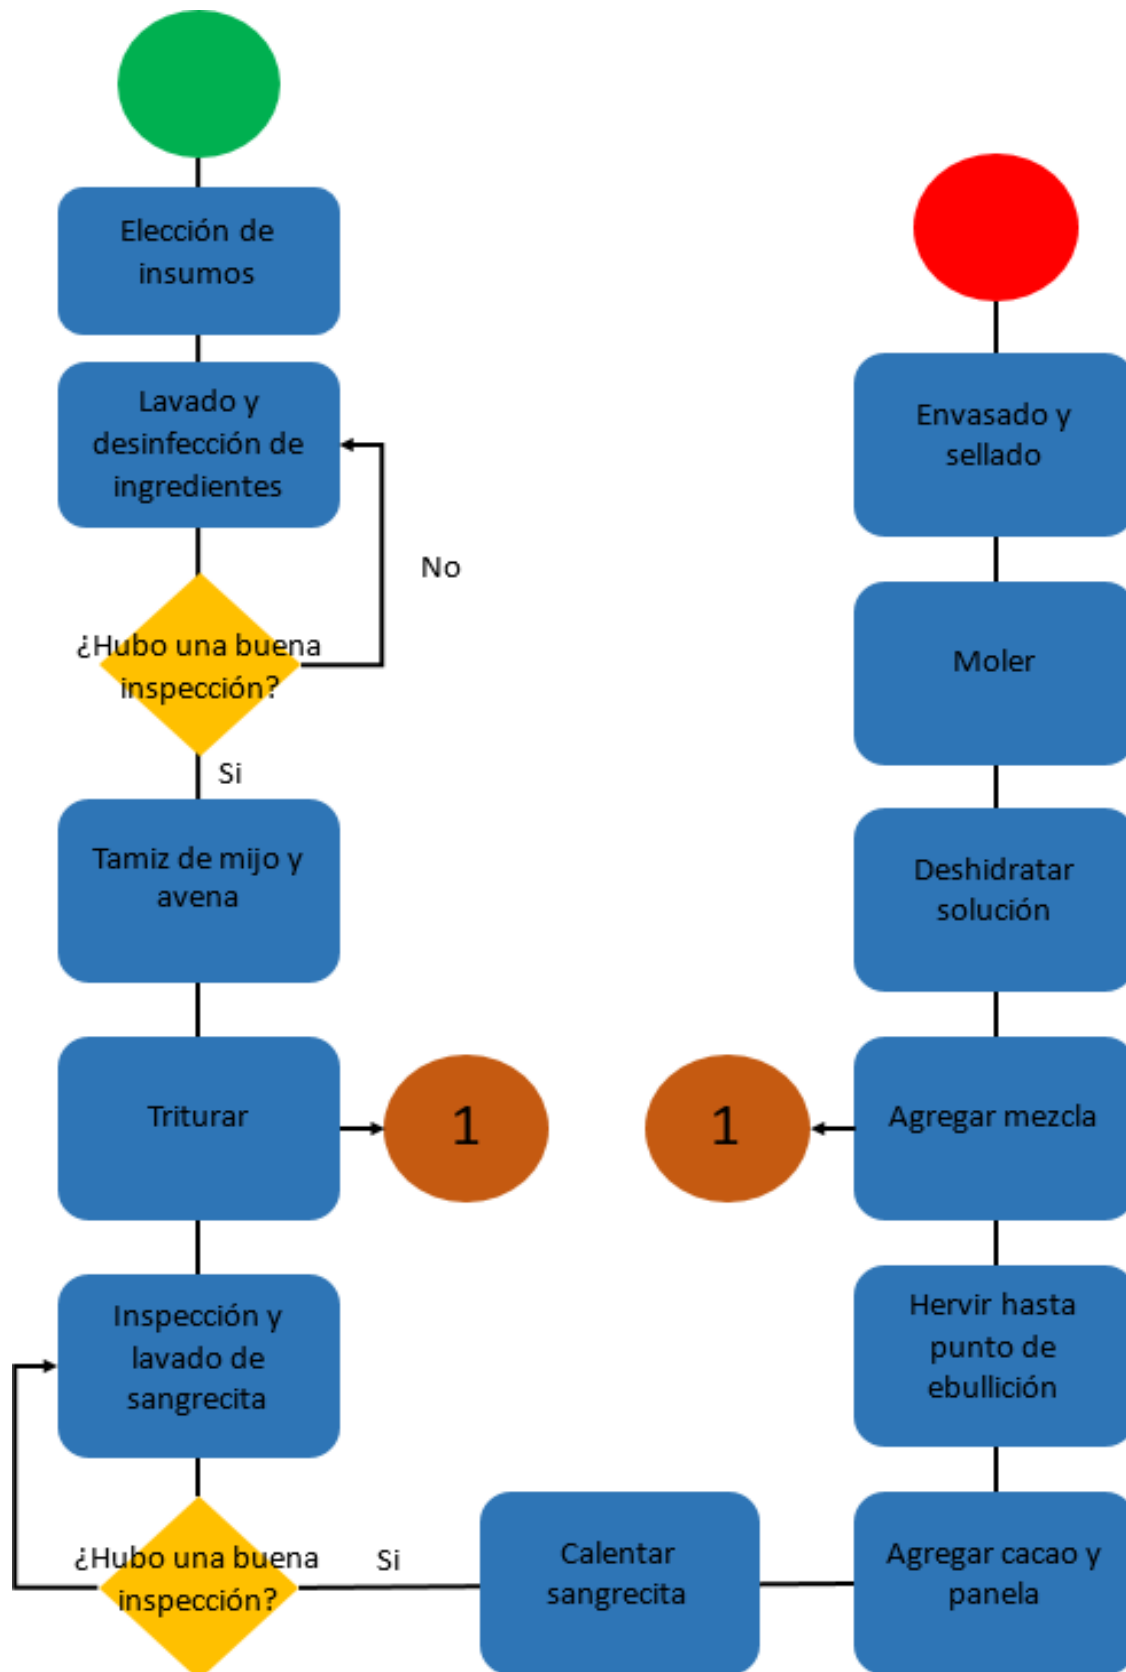 Elección de
insumos
Lavado y
desinfección de
ingredientes
No
¿Hubo una buena
inspección?
Si
Tamiz de mijo y
avena
Triturar
1
Inspección y
lavado de
sangrecita
¿Hubo una buena
inspección?
Si
Calentar
sangrecita
Agregar cacao y
panela
Hervir hasta
punto de
ebullición
Agregar mezcla
1
Deshidratar
solución
Moler
Envasado y
sellado